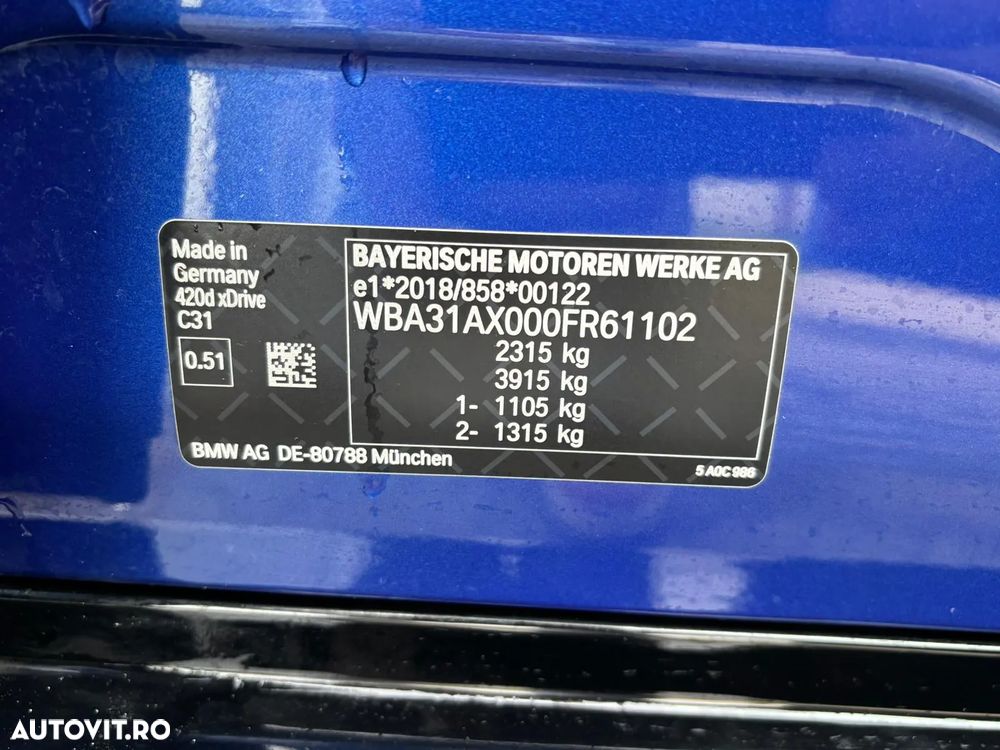 Made in
Germany
420d xDrive
C31
0.51
BAYERISCHE MOTOREN WERKE AG
e1*2018/858*00122
WBA31AX000FR61102
2315 kg
3915 kg
1- 1105 kg
2- 1315 kg
BMW AG DE-80788 München
5 A0C 986
AUTOVIT.RO